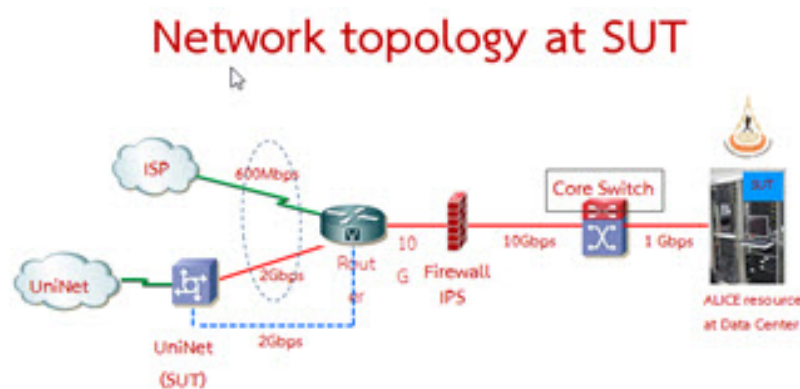 Network topology at SUT
ISP
600Mbps
Core Switch
SUT
UniNet
2Gbps
Rout
er
10
G
Firewall
IPS
10Gbps
1 Gbps
ALICE resource
at Data Center
2Gbps
UniNet
(SUT)